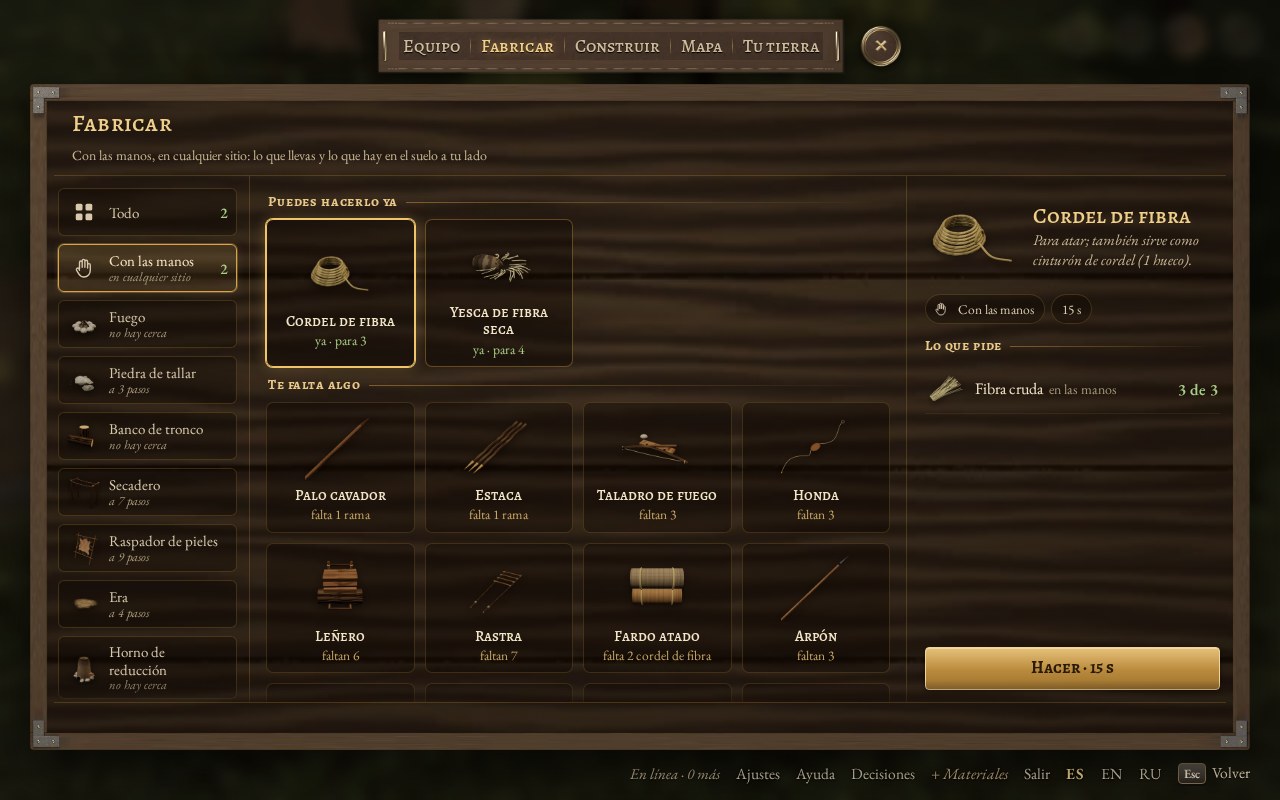 Equipo Fabricar Construir Mapa Tu tierra
Fabricar
Con las manos, en cualquier sitio: lo que llevas y lo que hay en el suelo a tu lado
Todo 2
Con las manos 2
en cualquier sitio
Fuego
no hay cerca
Piedra de tallar
a 3 pasos
Banco de tronco
no hay cerca
Secadero
a 7 pasos
Raspador de pieles
a 9 pasos
Era
a 4 pasos
Horno de
reducción
no hay cerca
Puedes hacerlo ya
Cordel de fibra
ya · para 3
Yesca de fibra
seca
ya · para 4
Te falta algo
Palo cavador
falta 1 rama
Estaca
falta 1 rama
Taladro de fuego
faltan 3
Honda
faltan 3
Leñero
faltan 6
Rastra
faltan 7
Fardo atado
falta 2 cordel de fibra
Arpón
faltan 3
Cordel de fibra
Para atar; también sirve como
cinturón de cordel (1 hueco).
Con las manos 15 s
Lo que pide
Fibra cruda en las manos 3 de 3
Hacer · 15 s
En línea · 0 más Ajustes Ayuda Decisiones + Materiales Salir ES EN RU Esc Volver